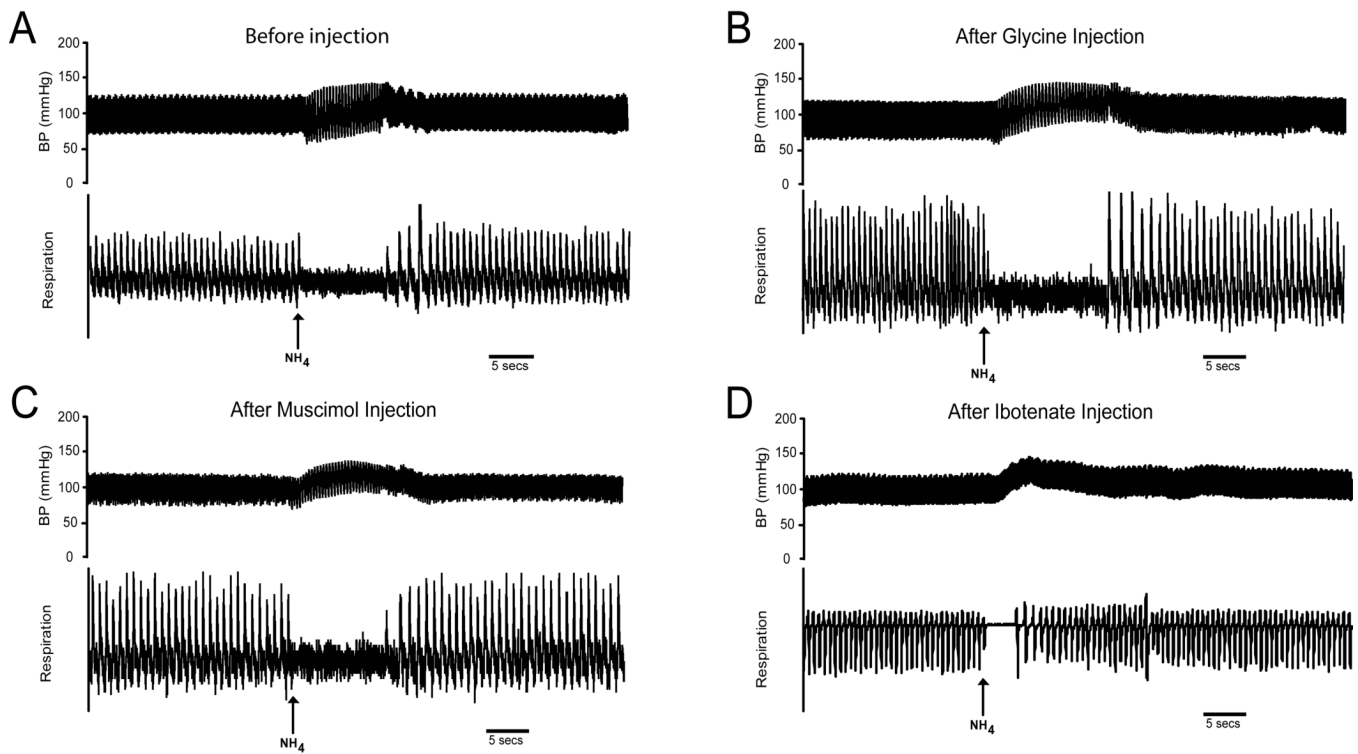 A
Before injection
200
150
100
50
0
BP (mmHg)
Respiration
NH4
5 secs
B
After Glycine Injection
200
150
100
50
0
BP (mmHg)
Respiration
NH4
5 secs
C
After Muscimol Injection
200
150
100
50
0
BP (mmHg)
Respiration
NH4
5 secs
D
After Ibotenate Injection
200
150
100
50
0
BP (mmHg)
Respiration
NH4
5 secs